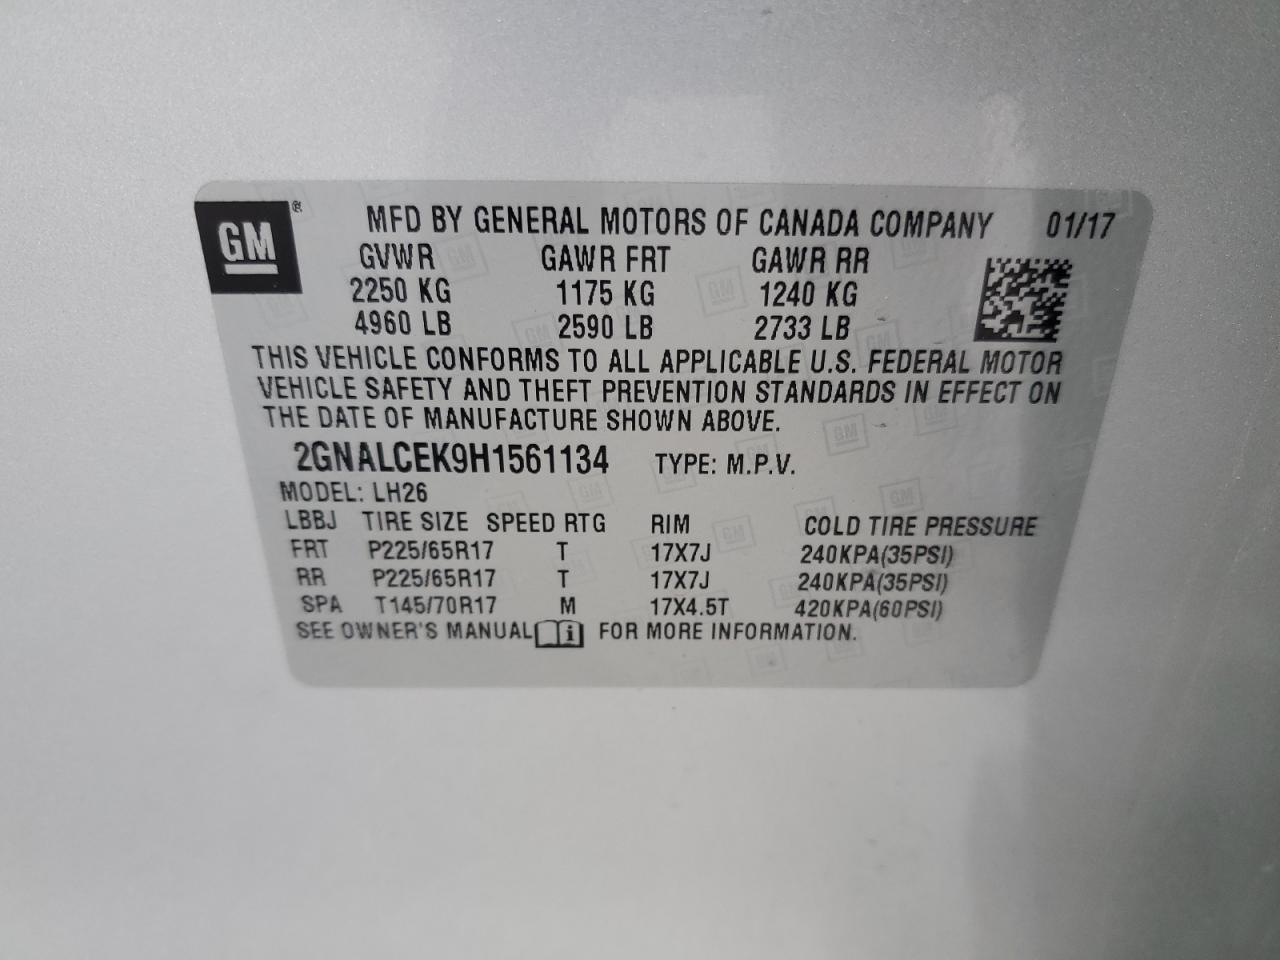 GM ® MFD BY GENERAL MOTORS OF CANADA COMPANY 01/17
GVWR GAWR FRT GAWR RR
2250 KG 1175 KG 1240 KG
4960 LB 2590 LB 2733 LB
THIS VEHICLE CONFORMS TO ALL APPLICABLE U.S. FEDERAL MOTOR
VEHICLE SAFETY AND THEFT PREVENTION STANDARDS IN EFFECT ON
THE DATE OF MANUFACTURE SHOWN ABOVE.
2GNALCEK9H1561134 TYPE: M.P.V.
MODEL: LH26
LBBJ TIRE SIZE SPEED RTG RIM COLD TIRE PRESSURE
FRT P225/65R17 T 17X7J 240KPA(35PSI)
RR P225/65R17 T 17X7J 240KPA(35PSI)
SPA T145/70R17 M 17X4.5T 420KPA(60PSI)
SEE OWNER'S MANUAL i FOR MORE INFORMATION.